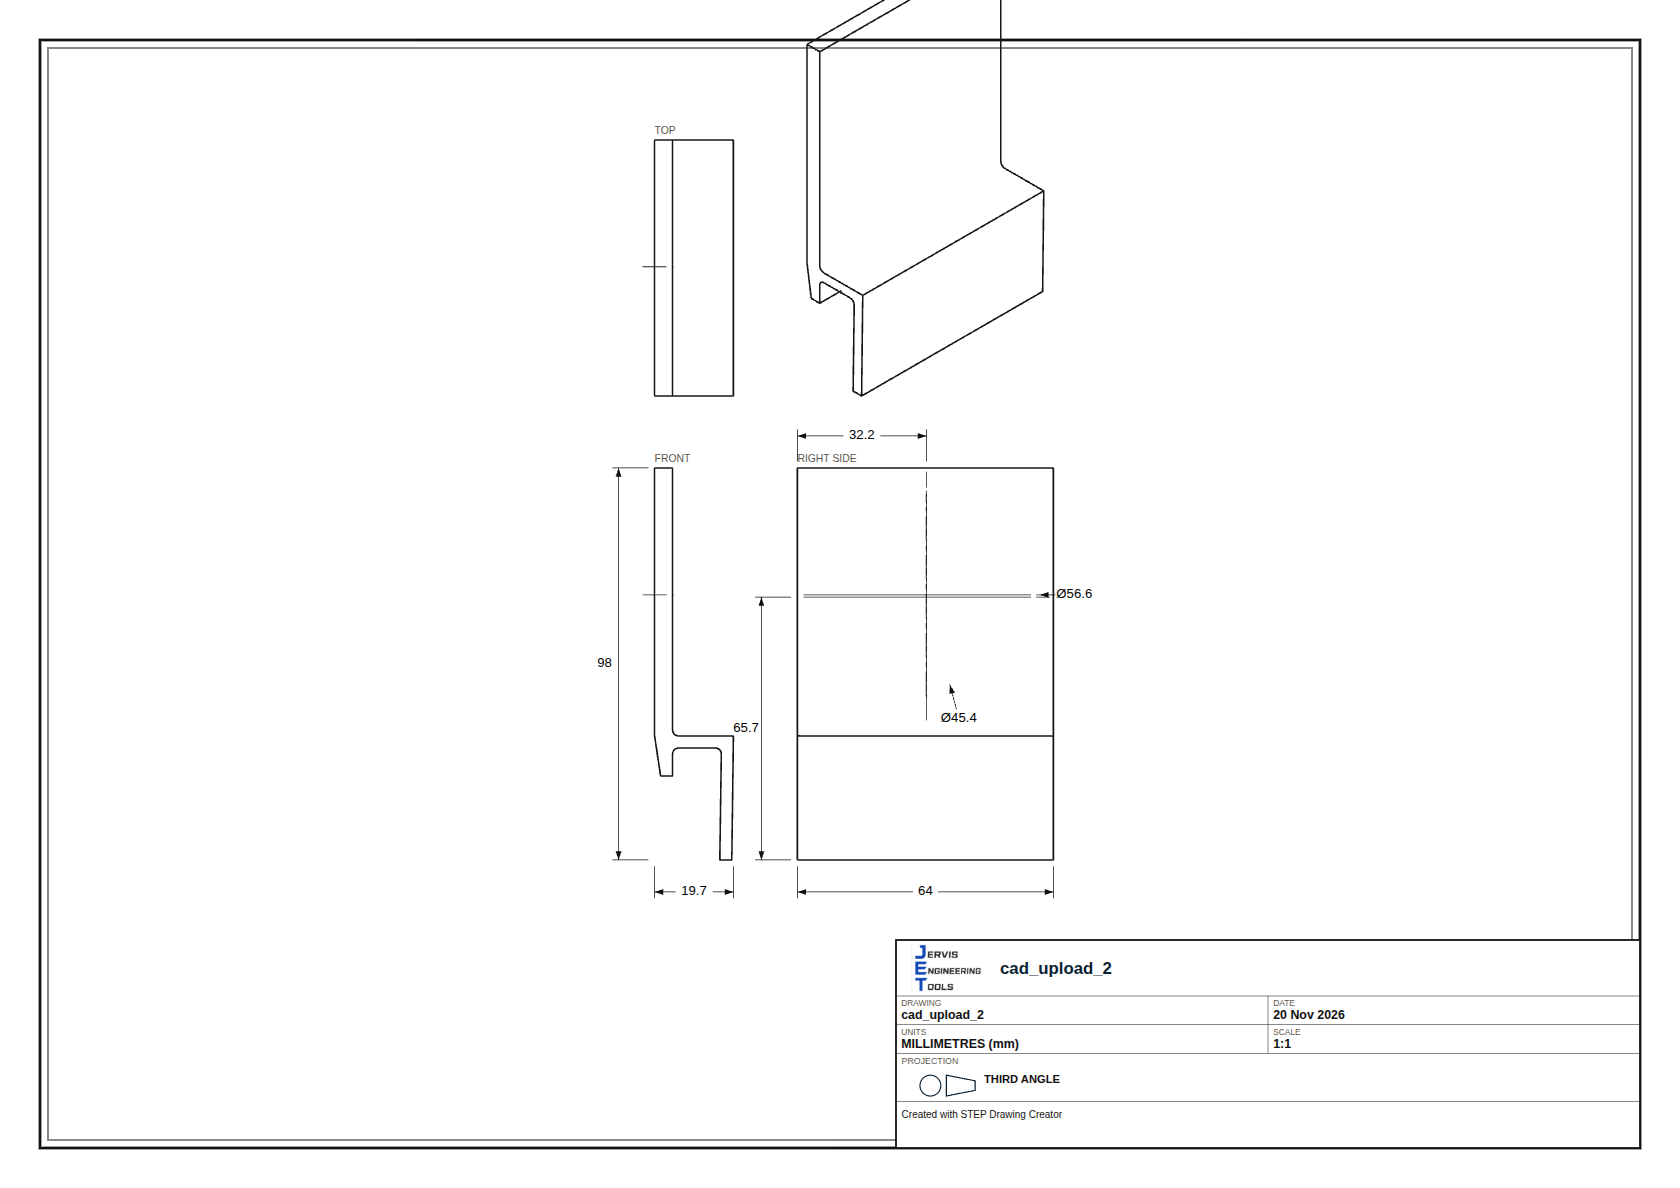 TOP
32.2
FRONT
RIGHT SIDE
Ø56.6
98
65.7
Ø45.4
19.7
64
JERVIS
ENGINEERING
TOOLS
cad_upload_2
DRAWING
cad_upload_2
DATE
20 Nov 2026
UNITS
MILLIMETRES (mm)
SCALE
1:1
PROJECTION
THIRD ANGLE
Created with STEP Drawing Creator